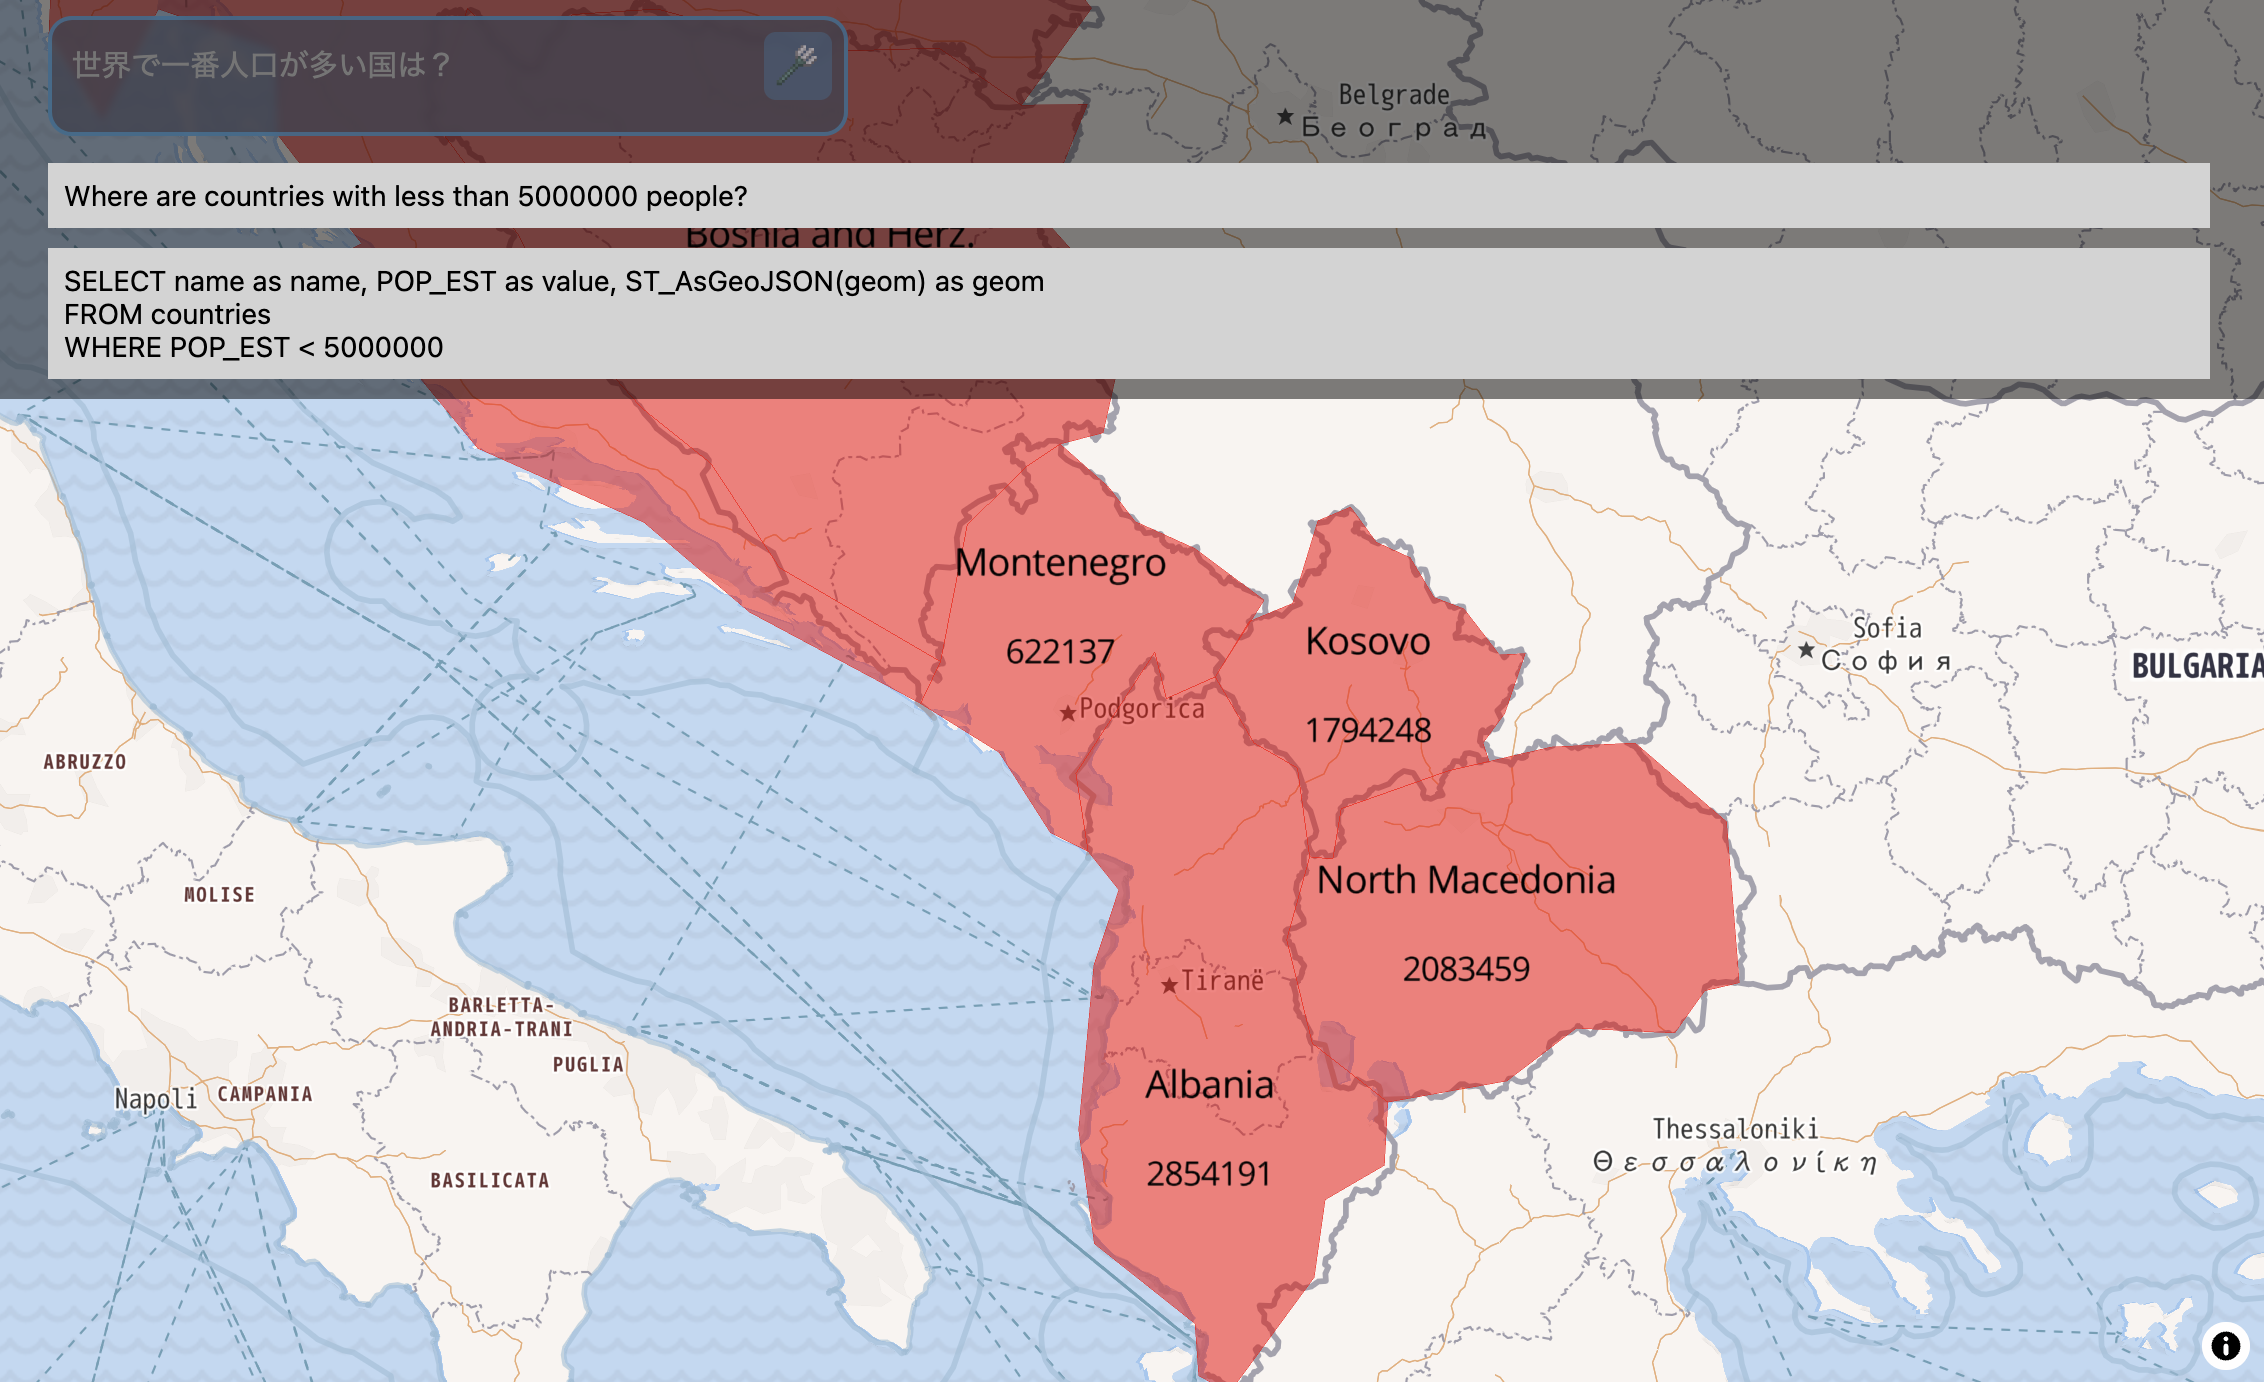 世界で一番人口が多い国は？
Belgrade
Београд
Where are countries with less than 5000000 people?
Bosnia and Herz.
SELECT name as name, POP_EST as value, ST_AsGeoJSON(geom) as geom
FROM countries
WHERE POP_EST < 5000000
Montenegro
622137
Podgorica
Kosovo
1794248
Sofia
София
BULGARIA
ABRUZZO
MOLISE
North Macedonia
2083459
Tiranë
BARLETTA-
ANDRIA-TRANI
PUGLIA
Napoli
CAMPANIA
Albania
2854191
BASILICATA
Thessaloniki
Θεσσαλονίκη